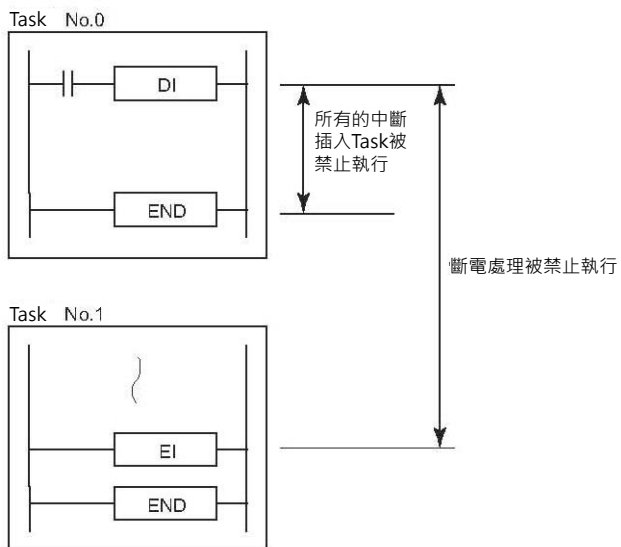 Task No.0
DI
所有的中斷
插入Task被
禁止執行
END
斷電處理被禁止執行
Task No.1
EI
END